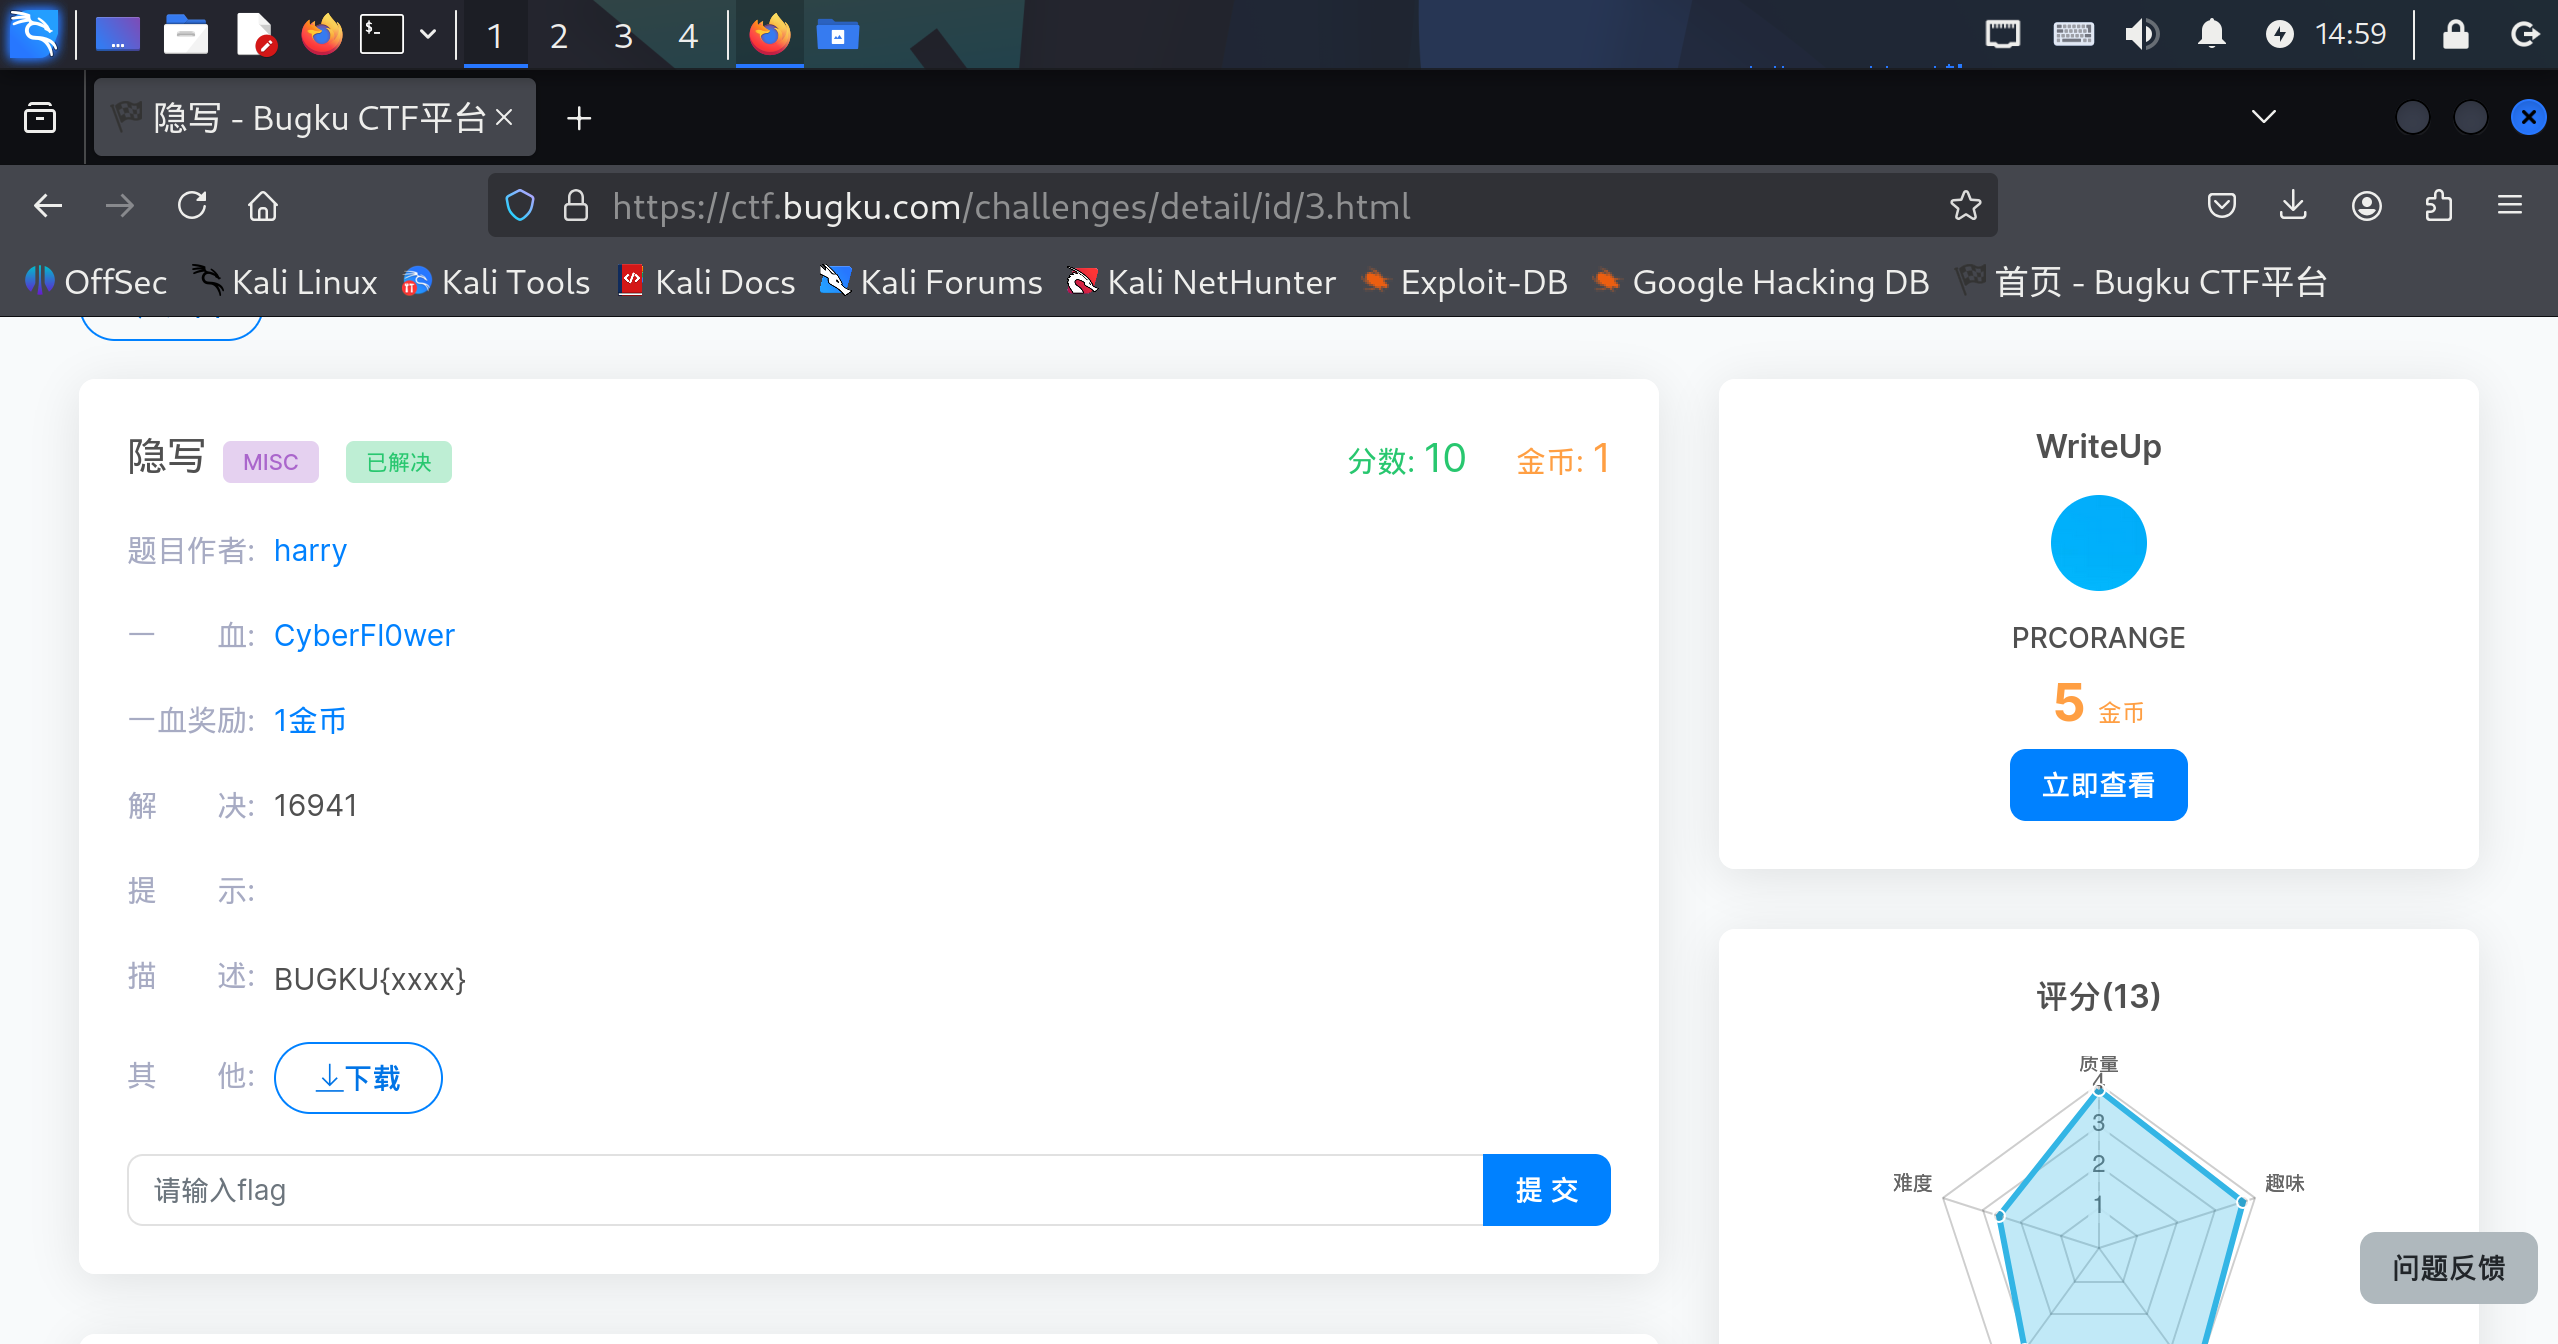 1 2 3 4
14:59
隐写 - Bugku CTF平台
https://ctf.bugku.com/challenges/detail/id/3.html
OffSec Kali Linux Kali Tools Kali Docs Kali Forums Kali NetHunter Exploit-DB Google Hacking DB 首页 - Bugku CTF平台
隐写 MISC 已解决 分数: 10 金币: 1
题目作者: harry
一 血: CyberFl0wer
一血奖励: 1金币
解 决: 16941
提 示:
描 述: BUGKU{xxxx}
其 他: 下载
请输入flag 提 交
WriteUp
PRCORANGE
5 金币
立即查看
评分(13)
质量
4
3
2
1
难度
趣味
问题反馈